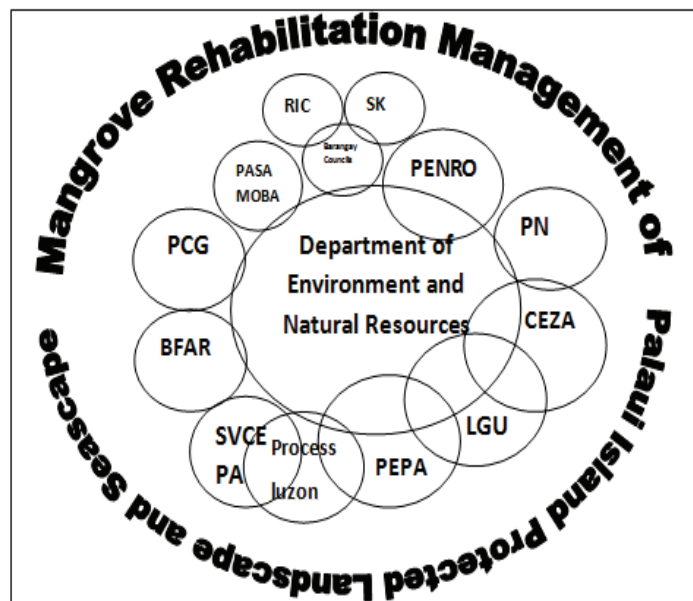 Mangrove Rehabilitation Management of
Palaui Island Protected Landscape and Seascape
RIC
SK
Barangay
Councils
PASA
MOBA
PENRO
PCG
PN
Department of
Environment and
Natural Resources
CEZA
BFAR
LGU
SVCE
PA
Process
luzon
PEPA